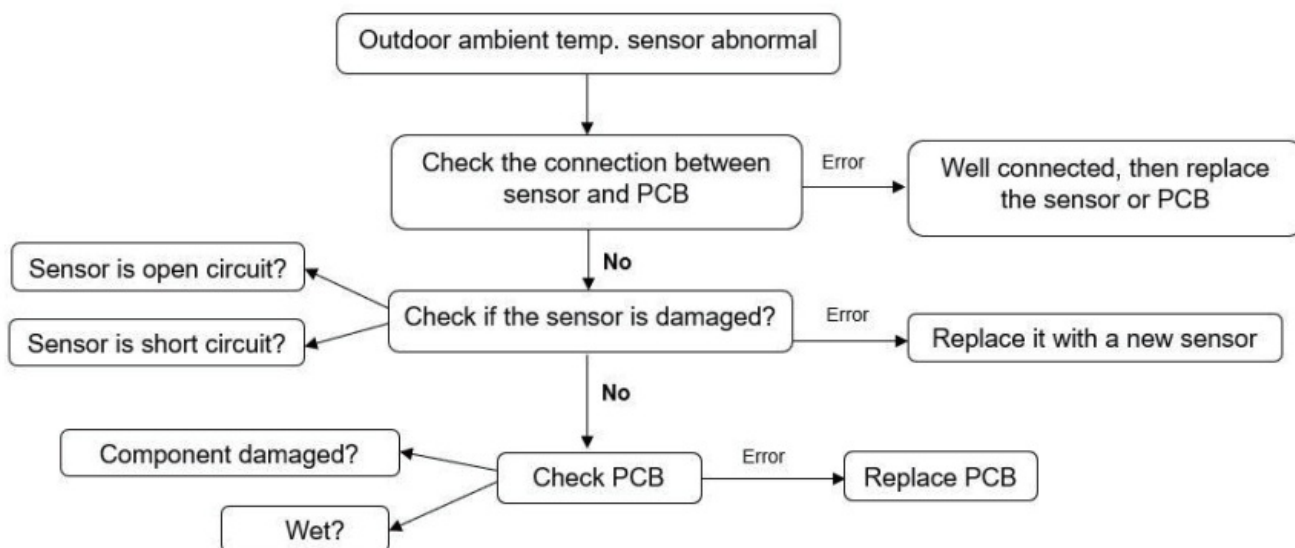 Outdoor ambient temp. sensor abnormal
Check the connection between
sensor and PCB
Error
Well connected, then replace
the sensor or PCB
No
Sensor is open circuit?
Sensor is short circuit?
Check if the sensor is damaged?
Error
Replace it with a new sensor
No
Component damaged?
Wet?
Check PCB
Error
Replace PCB